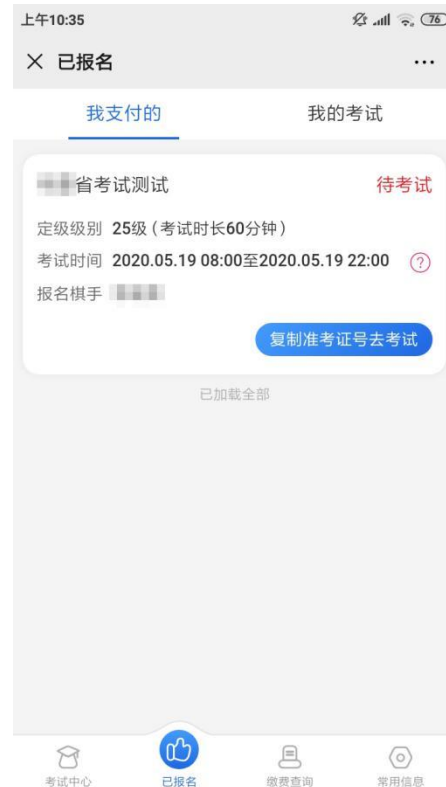 上午10:35
76
已报名
我支付的 我的考试
省考试测试 待考试
定级级别 25级(考试时长60分钟)
考试时间 2020.05.19 08:00至2020.05.19 22:00 ?
报名棋手
复制准考证号去考试
已加载全部
考试中心 已报名 缴费查询 常用信息